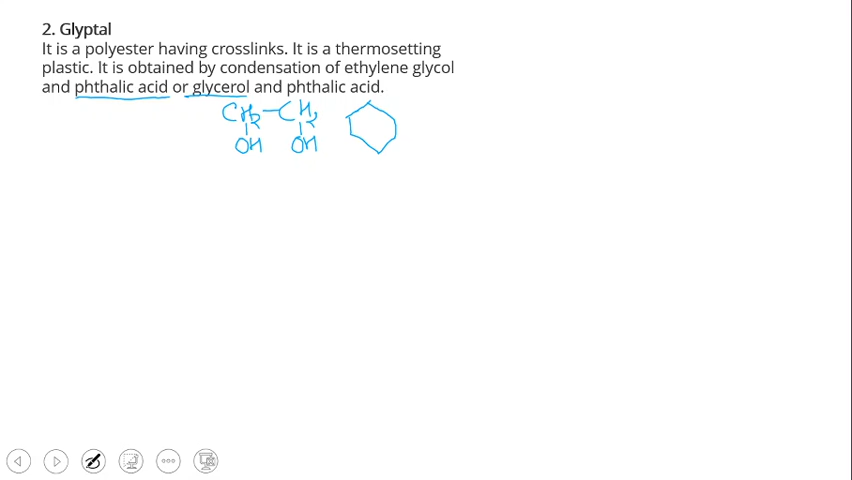 2. Glyptal
It is a polyester having crosslinks. It is a thermosetting
plastic. It is obtained by condensation of ethylene glycol
and phthalic acid or glycerol and phthalic acid.
CH2-CH2
OH OH